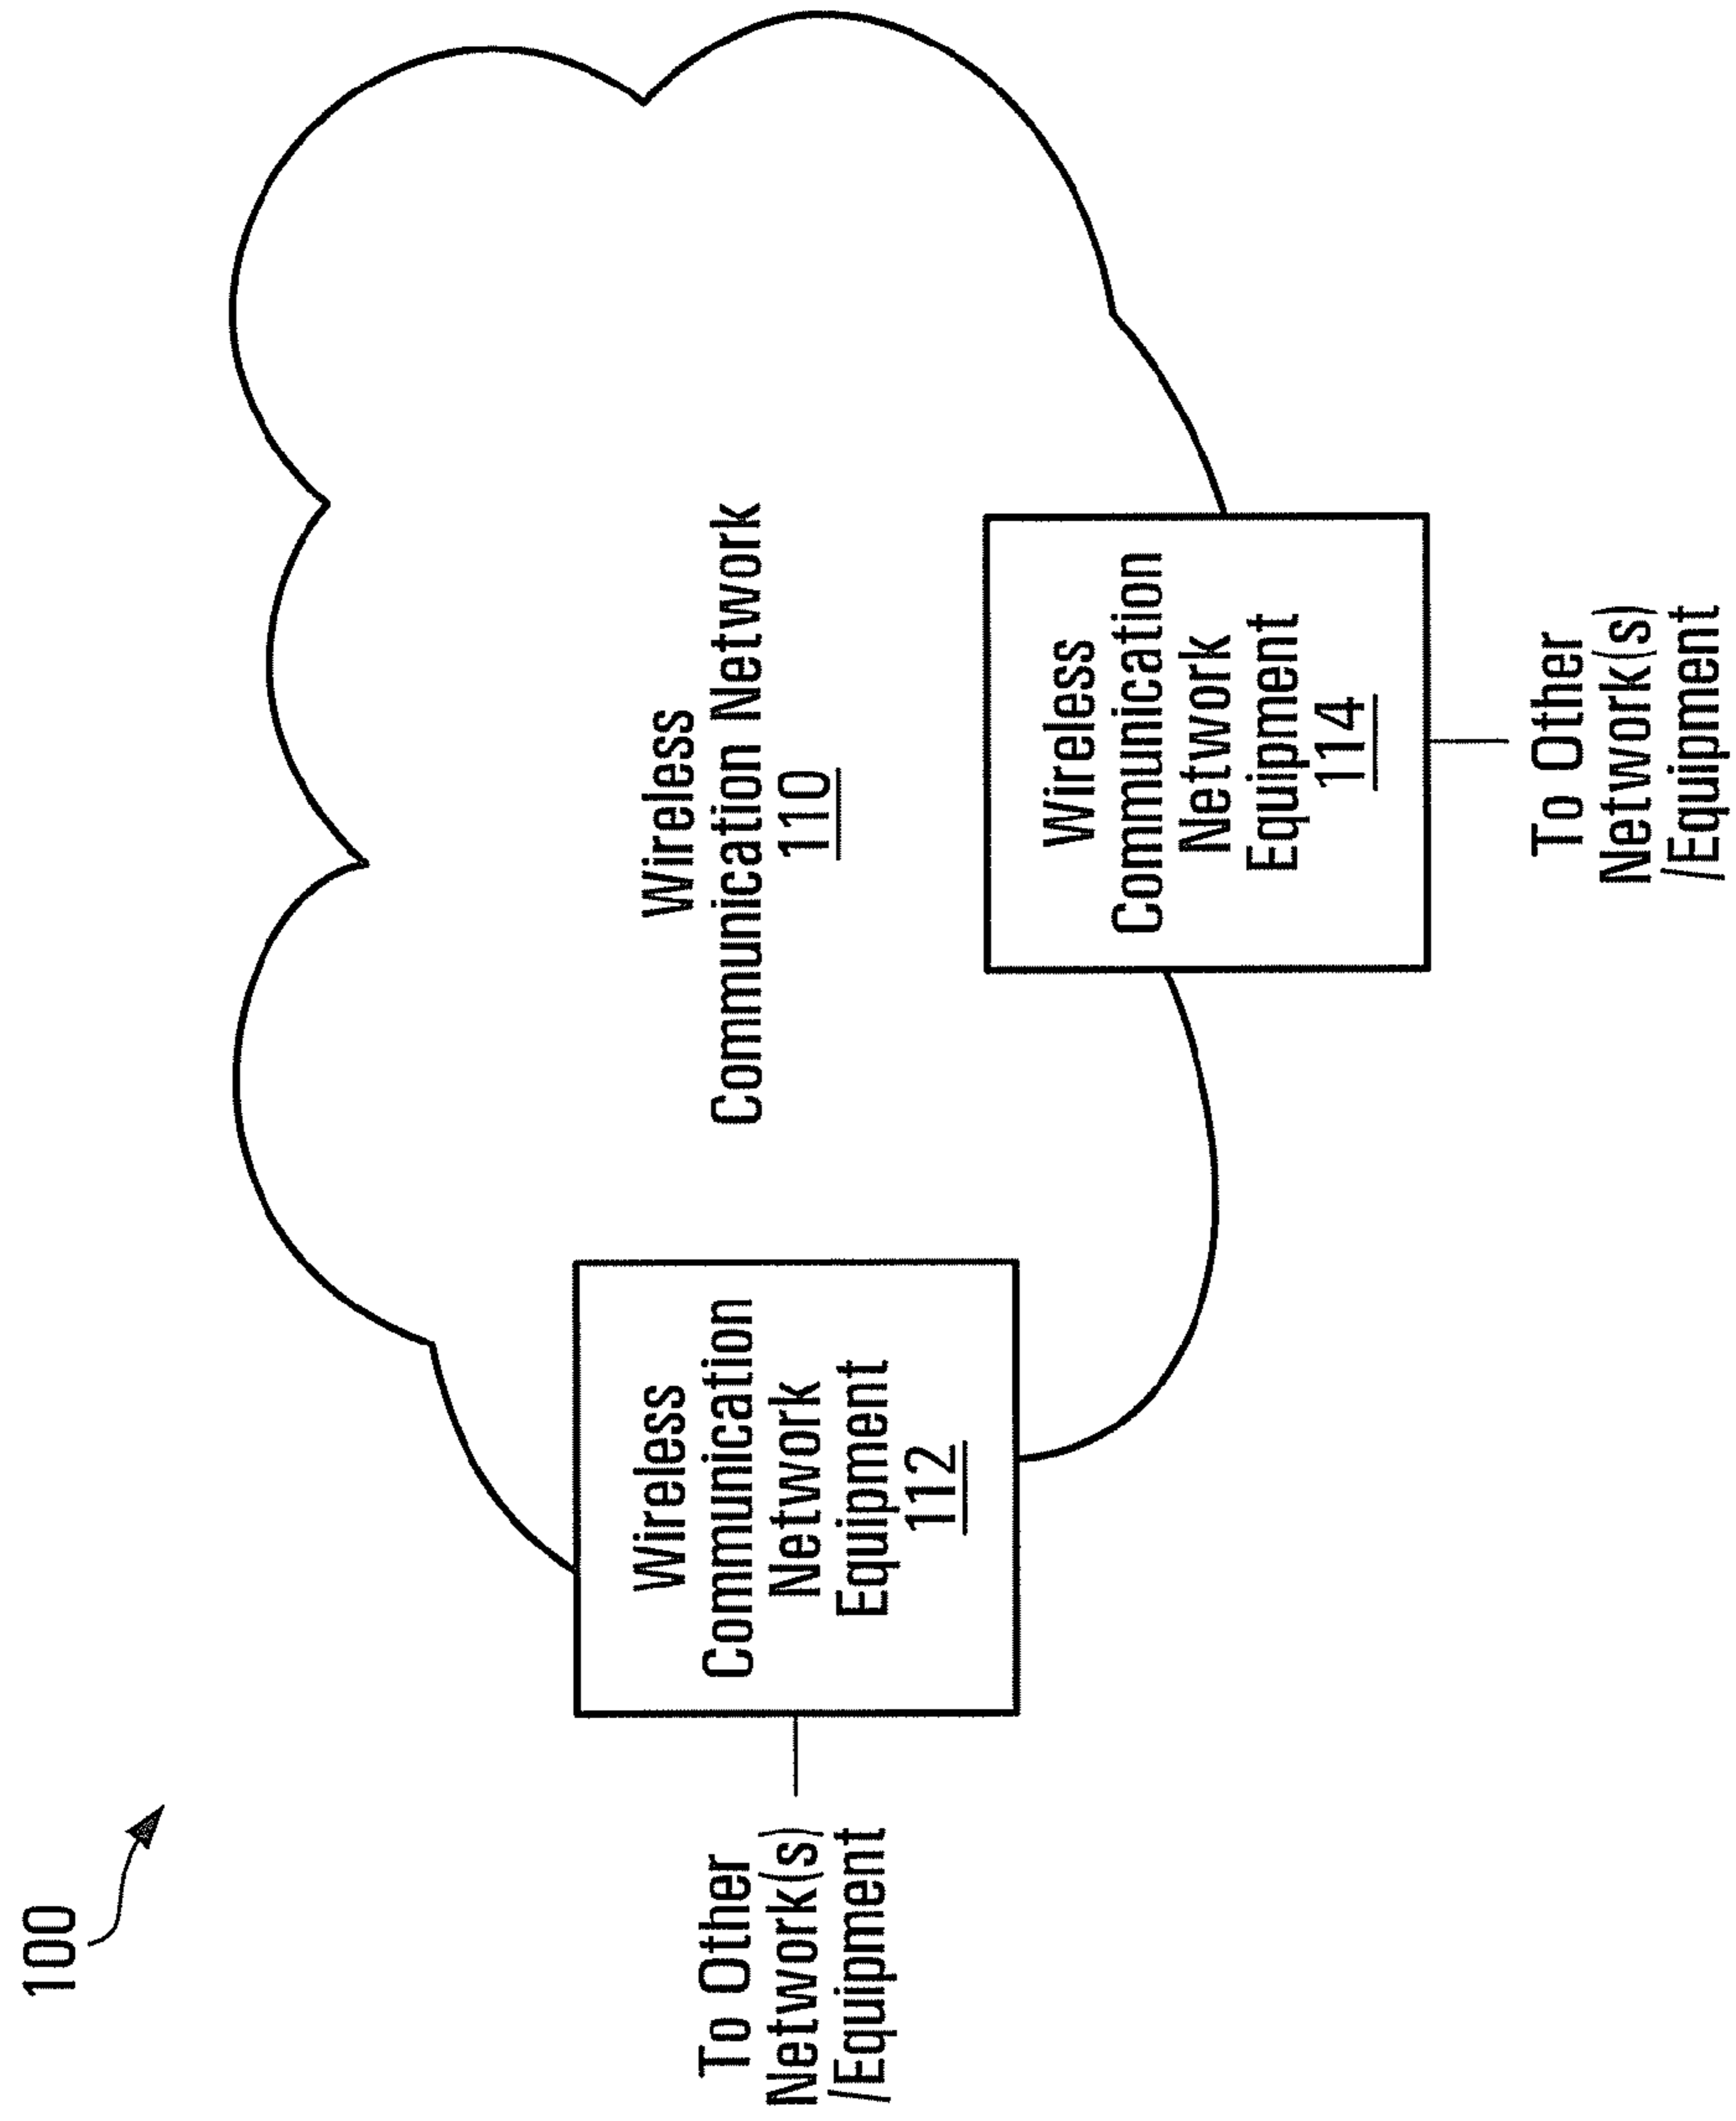 100
Wireless
Communication Network
110
Wireless
Communication
Network
Equipment
112
To Other
Network(s)
/Equipment
Wireless
Communication
Network
Equipment
114
To Other
Network(s)
/Equipment